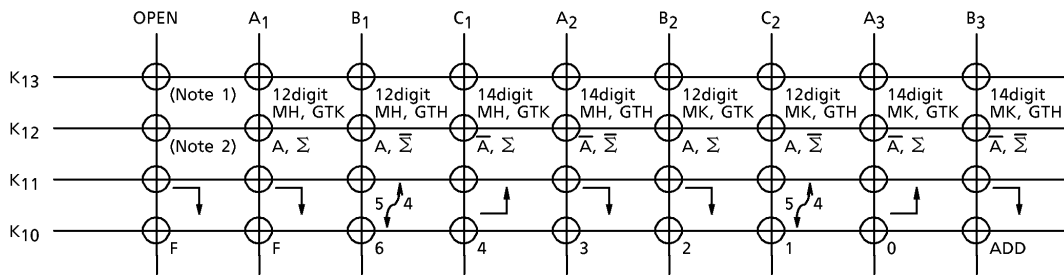 OPEN A1 B1 C1 A2 B2 C2 A3 B3
K13
(Note 1) 12digit 12digit 14digit 14digit 12digit 12digit 14digit 14digit
MH, GTK MH, GTH MH, GTK MH, GTH MK, GTK MK, GTH MK, GTK MK, GTH
K12
(Note 2) A, Σ A, Σ̅ A̅, Σ A̅, Σ̅ A, Σ A, Σ̅ A̅, Σ A̅, Σ̅
K11
5 4 5 4
K10
F F 6 4 3 2 1 0 ADD